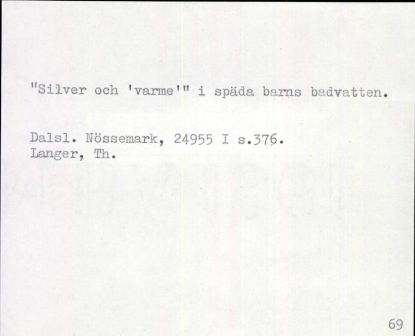 "Silver och 'varme'" i späda barns badvatten.
Dalsl. Nössemark, 24955 I s.376.
Langer, Th.
69